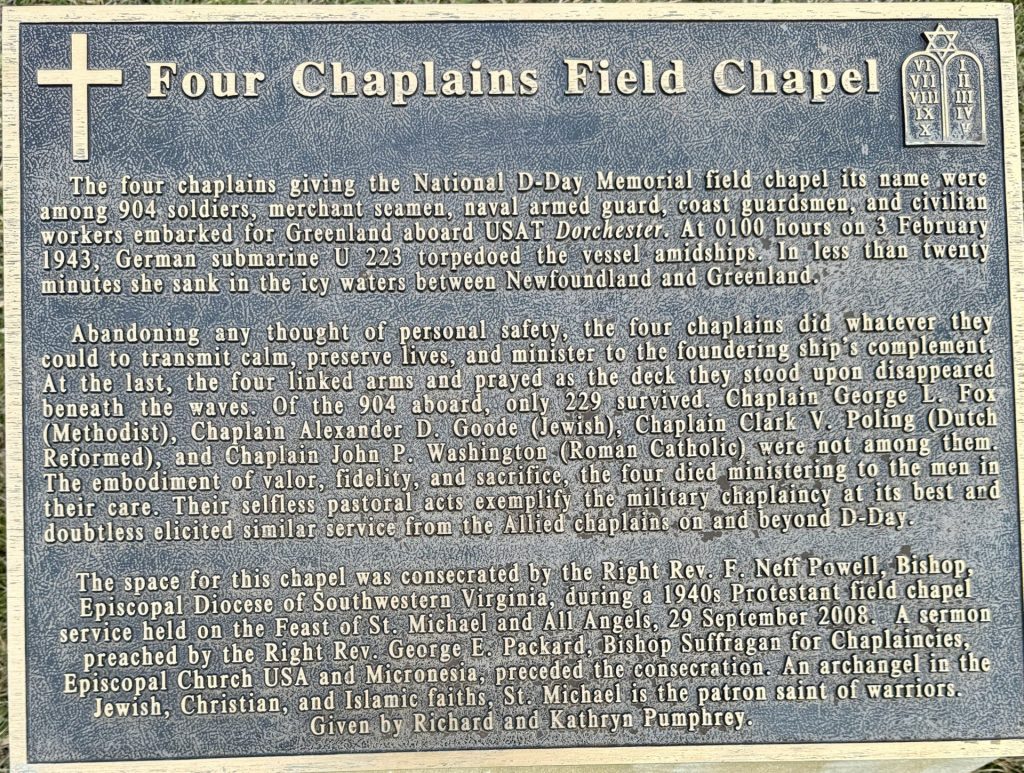 Four Chaplains Field Chapel
VI I
VII II
VIII III
IX IV
X V
The four chaplains giving the National D-Day Memorial field chapel its name were
among 904 soldiers, merchant seamen, naval armed guard, coast guardsmen, and civilian
workers embarked for Greenland aboard USAT Dorchester. At 0100 hours on 3 February
1943, German submarine U 223 torpedoed the vessel amidships. In less than twenty
minutes she sank in the icy waters between Newfoundland and Greenland.
Abandoning any thought of personal safety, the four chaplains did whatever they
could to transmit calm, preserve lives, and minister to the foundering ship's complement.
At the last, the four linked arms and prayed as the deck they stood upon disappeared
beneath the waves. Of the 904 aboard, only 229 survived. Chaplain George L. Fox
(Methodist), Chaplain Alexander D. Goode (Jewish), Chaplain Clark V. Poling (Dutch
Reformed), and Chaplain John P. Washington (Roman Catholic) were not among them.
The embodiment of valor, fidelity, and sacrifice, the four died ministering to the men in
their care. Their selfless pastoral acts exemplify the military chaplaincy at its best and
doubtless elicited similar service from the Allied chaplains on and beyond D-Day.
The space for this chapel was consecrated by the Right Rev. F. Neff Powell, Bishop,
Episcopal Diocese of Southwestern Virginia, during a 1940s Protestant field chapel
service held on the Feast of St. Michael and All Angels, 29 September 2008. A sermon
preached by the Right Rev. George E. Packard, Bishop Suffragan for Chaplaincies,
Episcopal Church USA and Micronesia, preceded the consecration. An archangel in the
Jewish, Christian, and Islamic faiths, St. Michael is the patron saint of warriors.
Given by Richard and Kathryn Pumphrey.